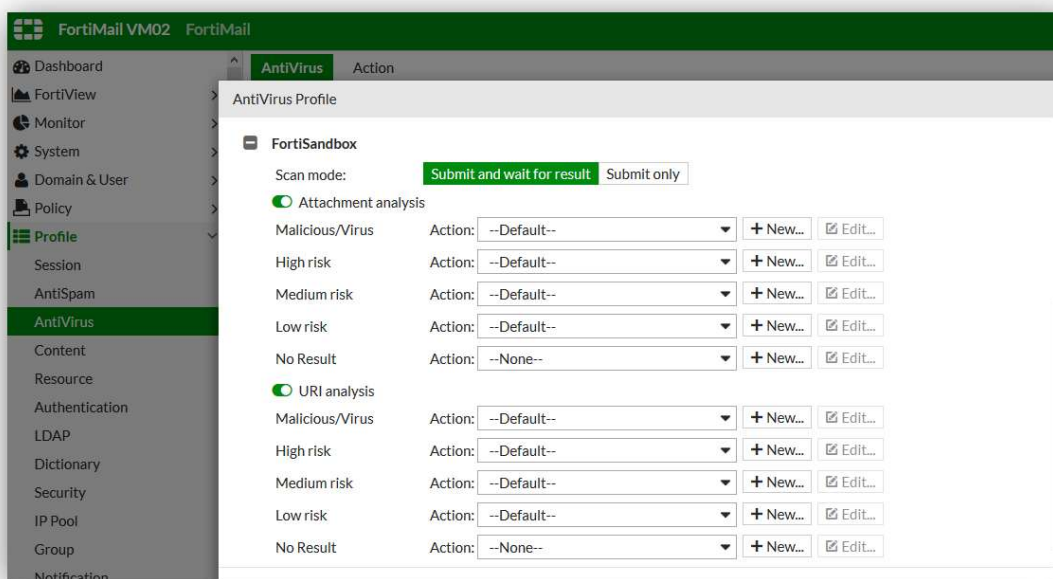 FortiMail VM02 FortiMail
Dashboard
FortiView
Monitor
System
Domain & User
Policy
Profile
Session
AntiSpam
AntiVirus
Content
Resource
Authentication
LDAP
Dictionary
Security
IP Pool
Group
Notification
AntiVirus Action
AntiVirus Profile
FortiSandbox
Scan mode: Submit and wait for result Submit only
Attachment analysis
Malicious/Virus Action: --Default-- New... Edit...
High risk Action: --Default-- New... Edit...
Medium risk Action: --Default-- New... Edit...
Low risk Action: --Default-- New... Edit...
No Result Action: --None-- New... Edit...
URI analysis
Malicious/Virus Action: --Default-- New... Edit...
High risk Action: --Default-- New... Edit...
Medium risk Action: --Default-- New... Edit...
Low risk Action: --Default-- New... Edit...
No Result Action: --None-- New... Edit...